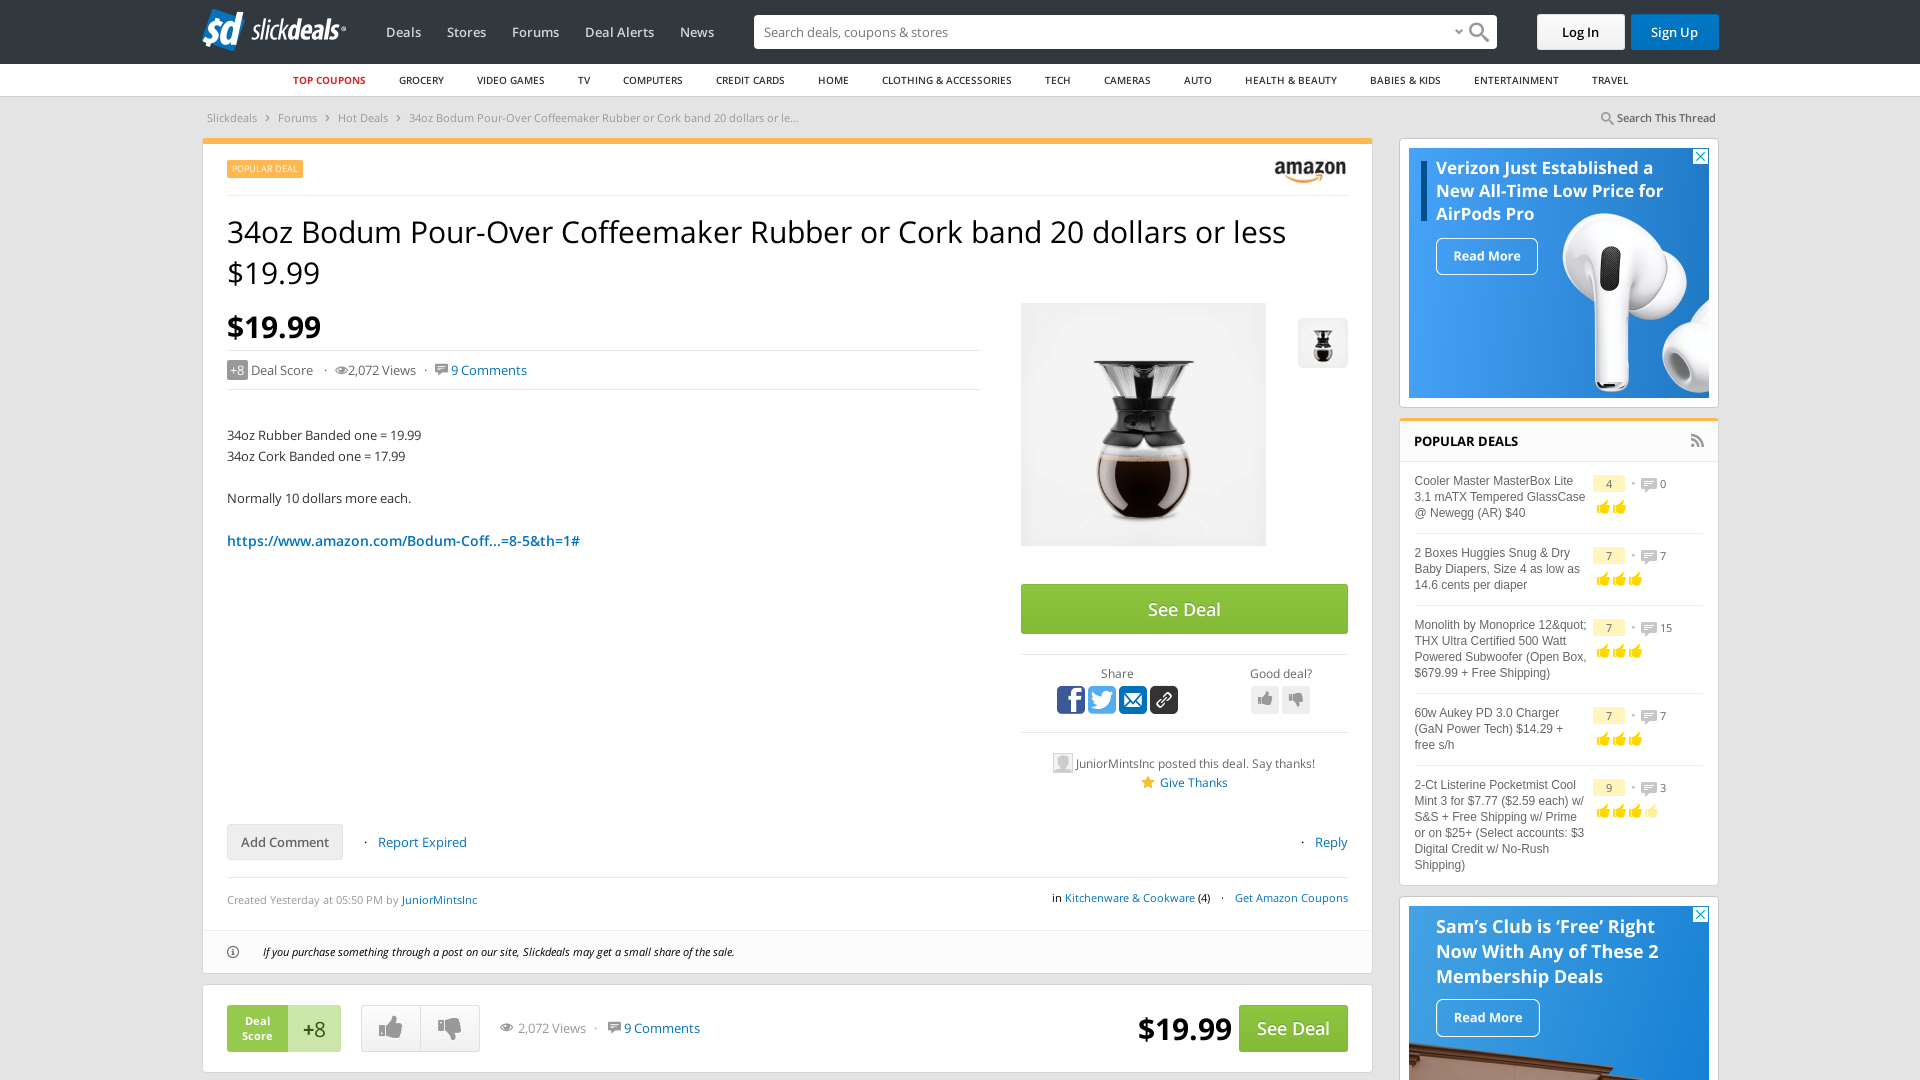 slickdeals
Deals
Stores
Forums
Deal Alerts
News
Search deals, coupons & stores
Log In
Sign Up
TOP COUPONS
GROCERY
VIDEO GAMES
TV
COMPUTERS
CREDIT CARDS
HOME
CLOTHING & ACCESSORIES
TECH
CAMERAS
AUTO
HEALTH & BEAUTY
BABIES & KIDS
ENTERTAINMENT
TRAVEL
Slickdeals > Forums > Hot Deals > 34oz Bodum Pour-Over Coffeemaker Rubber or Cork band 20 dollars or le...
Search This Thread
POPULAR DEAL
amazon
34oz Bodum Pour-Over Coffeemaker Rubber or Cork band 20 dollars or less
$19.99
$19.99
+8 Deal Score · 2,072 Views · 9 Comments
34oz Rubber Banded one = 19.99
34oz Cork Banded one = 17.99
Normally 10 dollars more each.
https://www.amazon.com/Bodum-Coff...=8-5&th=1#
See Deal
Share
Good deal?
JuniorMintsInc posted this deal. Say thanks!
Give Thanks
Add Comment
· Report Expired
· Reply
Created Yesterday at 05:50 PM by JuniorMintsInc
in Kitchenware & Cookware (4) · Get Amazon Coupons
If you purchase something through a post on our site, Slickdeals may get a small share of the sale.
Deal
Score
+8
2,072 Views · 9 Comments
$19.99
See Deal
Verizon Just Established a
New All-Time Low Price for
AirPods Pro
Read More
POPULAR DEALS
Cooler Master MasterBox Lite
3.1 mATX Tempered GlassCase
@ Newegg (AR) $40
4 • 0
2 Boxes Huggies Snug & Dry
Baby Diapers, Size 4 as low as
14.6 cents per diaper
7 • 7
Monolith by Monoprice 12&quot;
THX Ultra Certified 500 Watt
Powered Subwoofer (Open Box,
$679.99 + Free Shipping)
7 • 15
60w Aukey PD 3.0 Charger
(GaN Power Tech) $14.29 +
free s/h
7 • 7
2-Ct Listerine Pocketmist Cool
Mint 3 for $7.77 ($2.59 each) w/
S&S + Free Shipping w/ Prime
or on $25+ (Select accounts: $3
Digital Credit w/ No-Rush
Shipping)
9 • 3
Sam's Club is ‘Free’ Right
Now With Any of These 2
Membership Deals
Read More